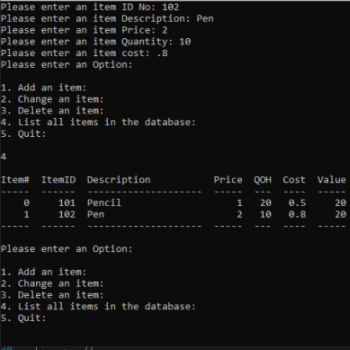 Please enter an item ID No: 102
Please enter an item Description: Pen
Please enter an item Price: 2
Please enter an item Quantity: 10
Please enter an item cost: .8
Please enter an Option:
1. Add an item:
2. Change an item:
3. Delete an item:
4. List all items in the database:
5. Quit:
4
Item# ItemID Description Price QOH Cost Value
----- ------ -------------------- ----- --- ---- -----
0 101 Pencil 1 20 0.5 20
1 102 Pen 2 10 0.8 20
----- ------ -------------------- ----- --- ---- -----
Please enter an Option:
1. Add an item:
2. Change an item:
3. Delete an item:
4. List all items in the database:
5. Quit: